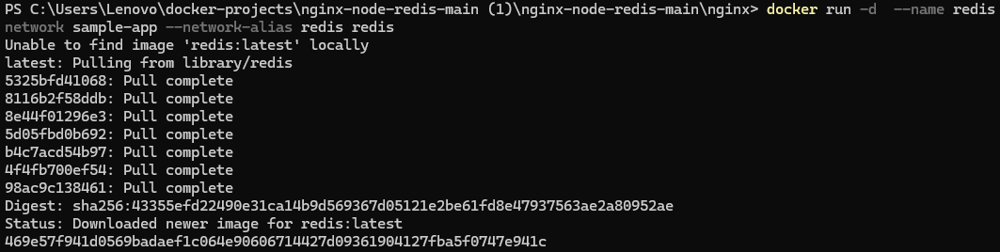 PS C:\Users\Lenovo\docker-projects\nginx-node-redis-main (1)\nginx-node-redis-main\nginx> docker run -d  --name redis
network sample-app --network-alias redis redis
Unable to find image 'redis:latest' locally
latest: Pulling from library/redis
5325bfd41068: Pull complete
8116b2f58ddb: Pull complete
8e44f01296e3: Pull complete
5d05fbd0b692: Pull complete
b4c7acd54b97: Pull complete
4f4fb700ef54: Pull complete
98ac9c138461: Pull complete
Digest: sha256:43355efd22490e31ca14b9d569367d05121e2be61fd8e47937563ae2a80952ae
Status: Downloaded newer image for redis:latest
469e57f941d0569badaef1c064e90606714427d09361904127fba5f0747e941c